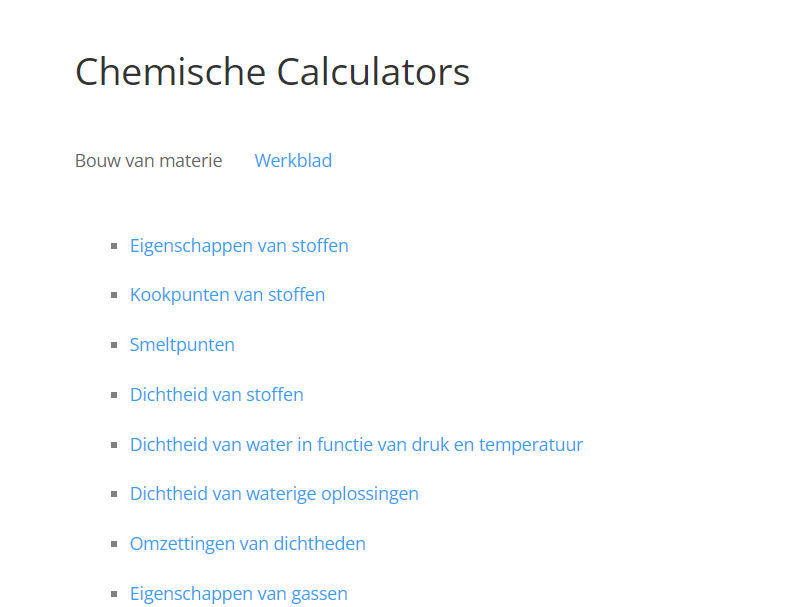 Chemische Calculators
Bouw van materie Werkblad
Eigenschappen van stoffen
Kookpunten van stoffen
Smeltpunten
Dichtheid van stoffen
Dichtheid van water in functie van druk en temperatuur
Dichtheid van waterige oplossingen
Omzettingen van dichtheden
Eigenschappen van gassen